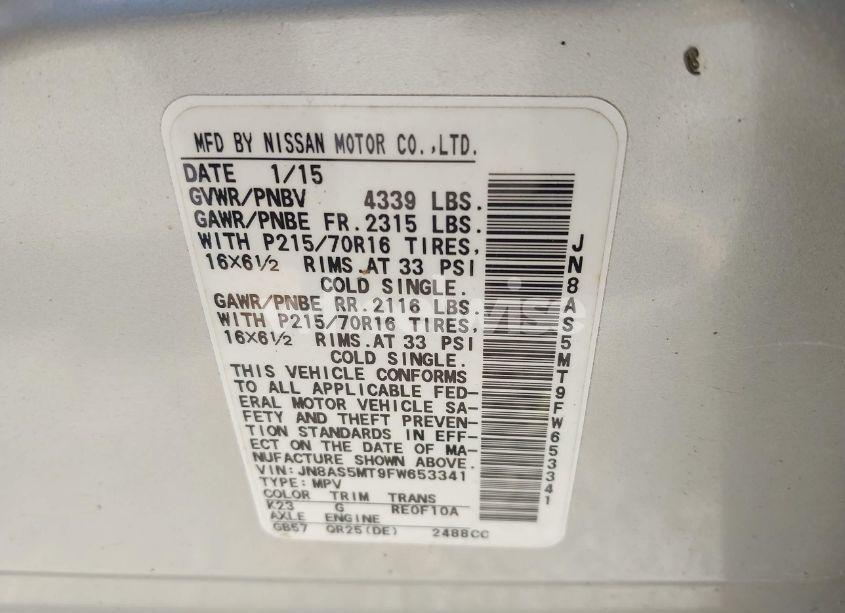 MFD BY NISSAN MOTOR CO.,LTD.
DATE 1/15
GVWR/PNBV 4339 LBS.
GAWR/PNBE FR.2315 LBS.
WITH P215/70R16 TIRES,
16X6½ RIMS.AT 33 PSI
COLD SINGLE.
GAWR/PNBE RR.2116 LBS.
WITH P215/70R16 TIRES,
16X6½ RIMS.AT 33 PSI
COLD SINGLE.
THIS VEHICLE CONFORMS
TO ALL APPLICABLE FED-
ERAL MOTOR VEHICLE SA-
FETY AND THEFT PREVEN-
TION STANDARDS IN EFF-
ECT ON THE DATE OF MA-
NUFACTURE SHOWN ABOVE.
VIN: JN8AS5MT9FW653341
TYPE: MPV
COLOR TRIM TRANS
K23 G RE0F10A
AXLE ENGINE
GB57 QR25(DE) 2488CC
JN8AS5MT9FW653341